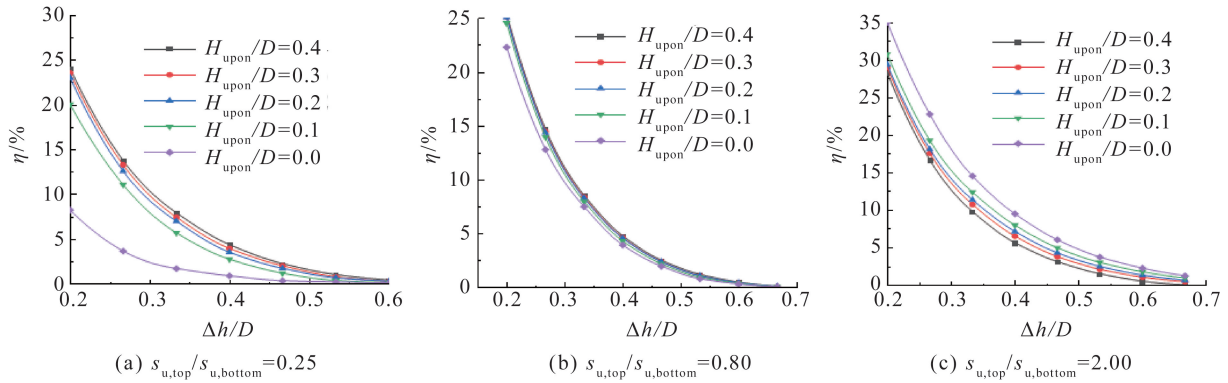 30
25
20
15
10
5
0
η/%
H_upon/D=0.4
H_upon/D=0.3
H_upon/D=0.2
H_upon/D=0.1
H_upon/D=0.0
0.2 0.3 0.4 0.5 0.6
Δh/D
(a) s_u,top/s_u,bottom=0.25
25
20
15
10
5
0
η/%
H_upon/D=0.4
H_upon/D=0.3
H_upon/D=0.2
H_upon/D=0.1
H_upon/D=0.0
0.2 0.3 0.4 0.5 0.6 0.7
Δh/D
(b) s_u,top/s_u,bottom=0.80
35
30
25
20
15
10
5
0
η/%
H_upon/D=0.4
H_upon/D=0.3
H_upon/D=0.2
H_upon/D=0.1
H_upon/D=0.0
0.2 0.3 0.4 0.5 0.6 0.7
Δh/D
(c) s_u,top/s_u,bottom=2.00